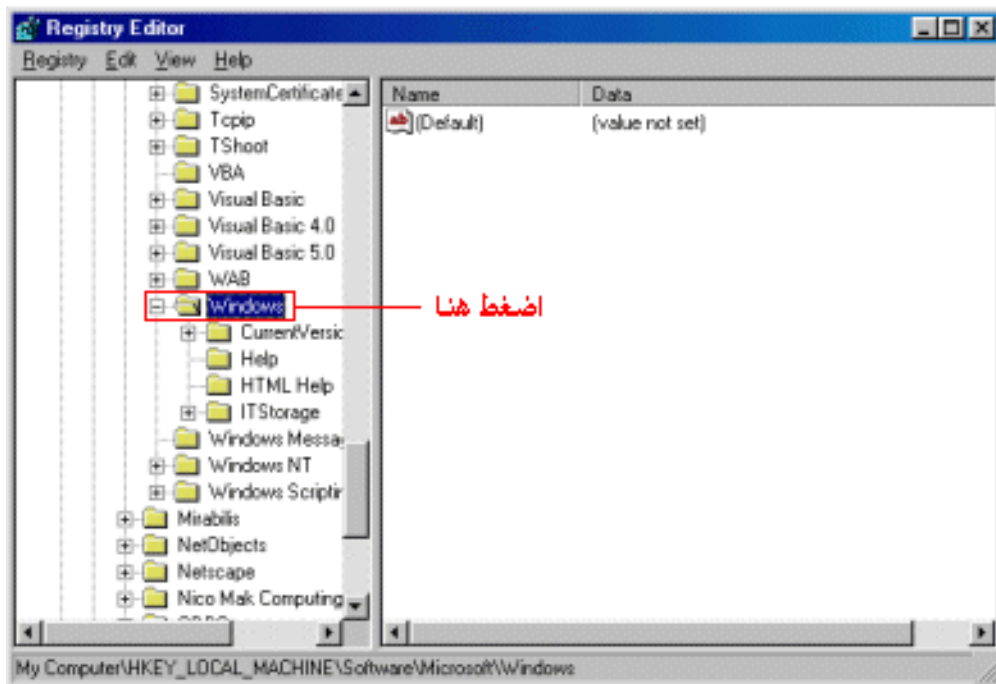 Registry Editor
Registry Edit View Help
SystemCertificate
Tcpip
TShoot
VBA
Visual Basic
Visual Basic 4.0
Visual Basic 5.0
WAB
Windows
CurrentVersic
Help
HTML Help
ITStorage
Windows Messa
Windows NT
Windows Scriptir
Mirabilis
NetObjects
Netscape
Nico Mak Computing
Name Data
ab (Default) (value not set)
اضغط هنا
My Computer\HKEY_LOCAL_MACHINE\Software\Microsoft\Windows